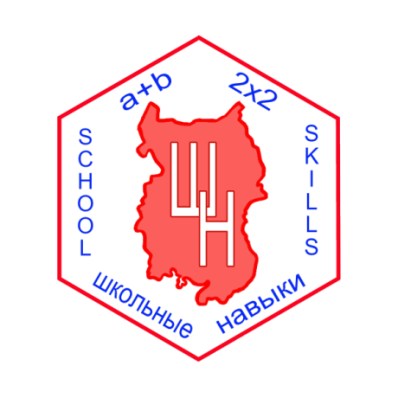 a+b
2x2
SCHOOL
SKILLS
ШН
школьные
навыки